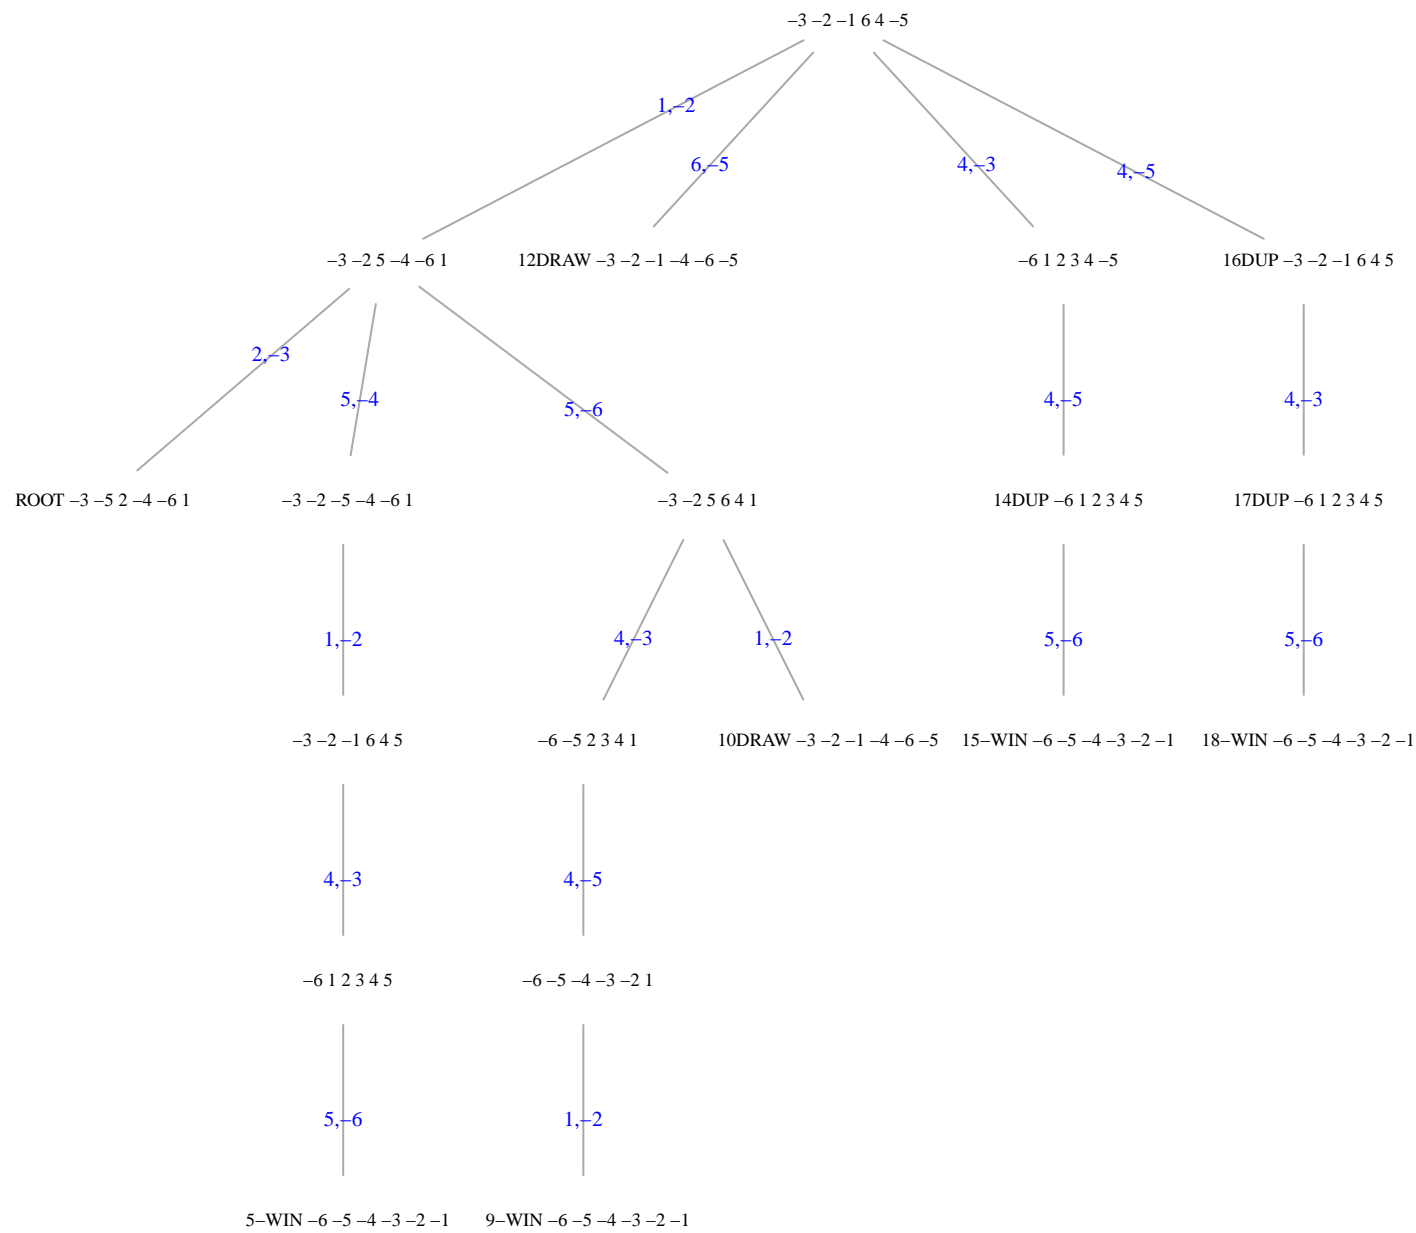 –3 –2 –1 6 4 –5
1,–2
6,–5
4,–3
4,–5
–3 –2 5 –4 –6 1
12DRAW –3 –2 –1 –4 –6 –5
–6 1 2 3 4 –5
16DUP –3 –2 –1 6 4 5
2,–3
5,–4
5,–6
4,–5
4,–3
ROOT –3 –5 2 –4 –6 1
–3 –2 –5 –4 –6 1
–3 –2 5 6 4 1
14DUP –6 1 2 3 4 5
17DUP –6 1 2 3 4 5
1,–2
4,–3
1,–2
5,–6
5,–6
–3 –2 –1 6 4 5
–6 –5 2 3 4 1
10DRAW –3 –2 –1 –4 –6 –5
15–WIN –6 –5 –4 –3 –2 –1
18–WIN –6 –5 –4 –3 –2 –1
4,–3
4,–5
–6 1 2 3 4 5
–6 –5 –4 –3 –2 1
5,–6
1,–2
5–WIN –6 –5 –4 –3 –2 –1
9–WIN –6 –5 –4 –3 –2 –1